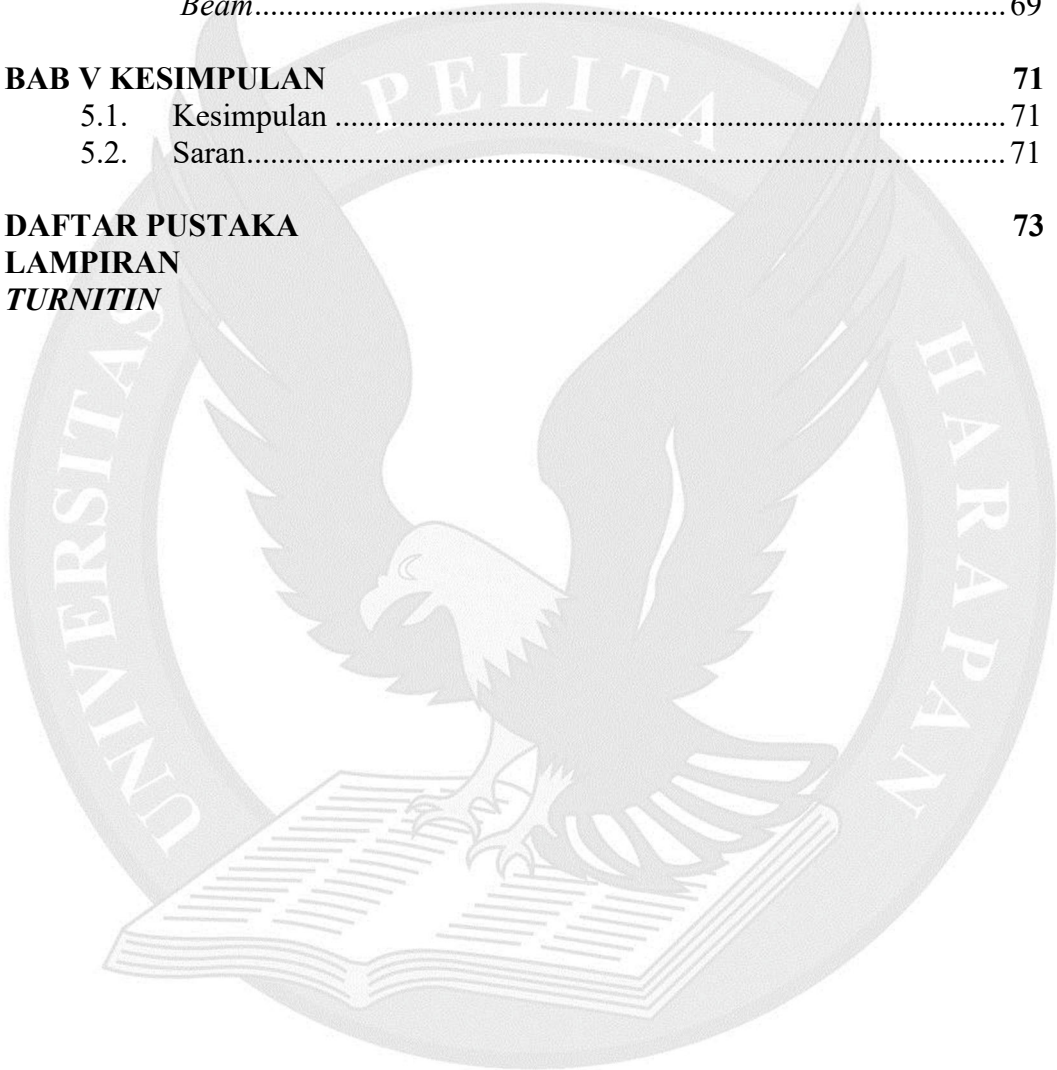 Beam........................................................................................................69
BAB V KESIMPULAN 71
5.1. Kesimpulan ............................................................................................71
5.2. Saran........................................................................................................71
DAFTAR PUSTAKA 73
LAMPIRAN
TURNITIN
UNIVERSITAS PELITA HARAPAN